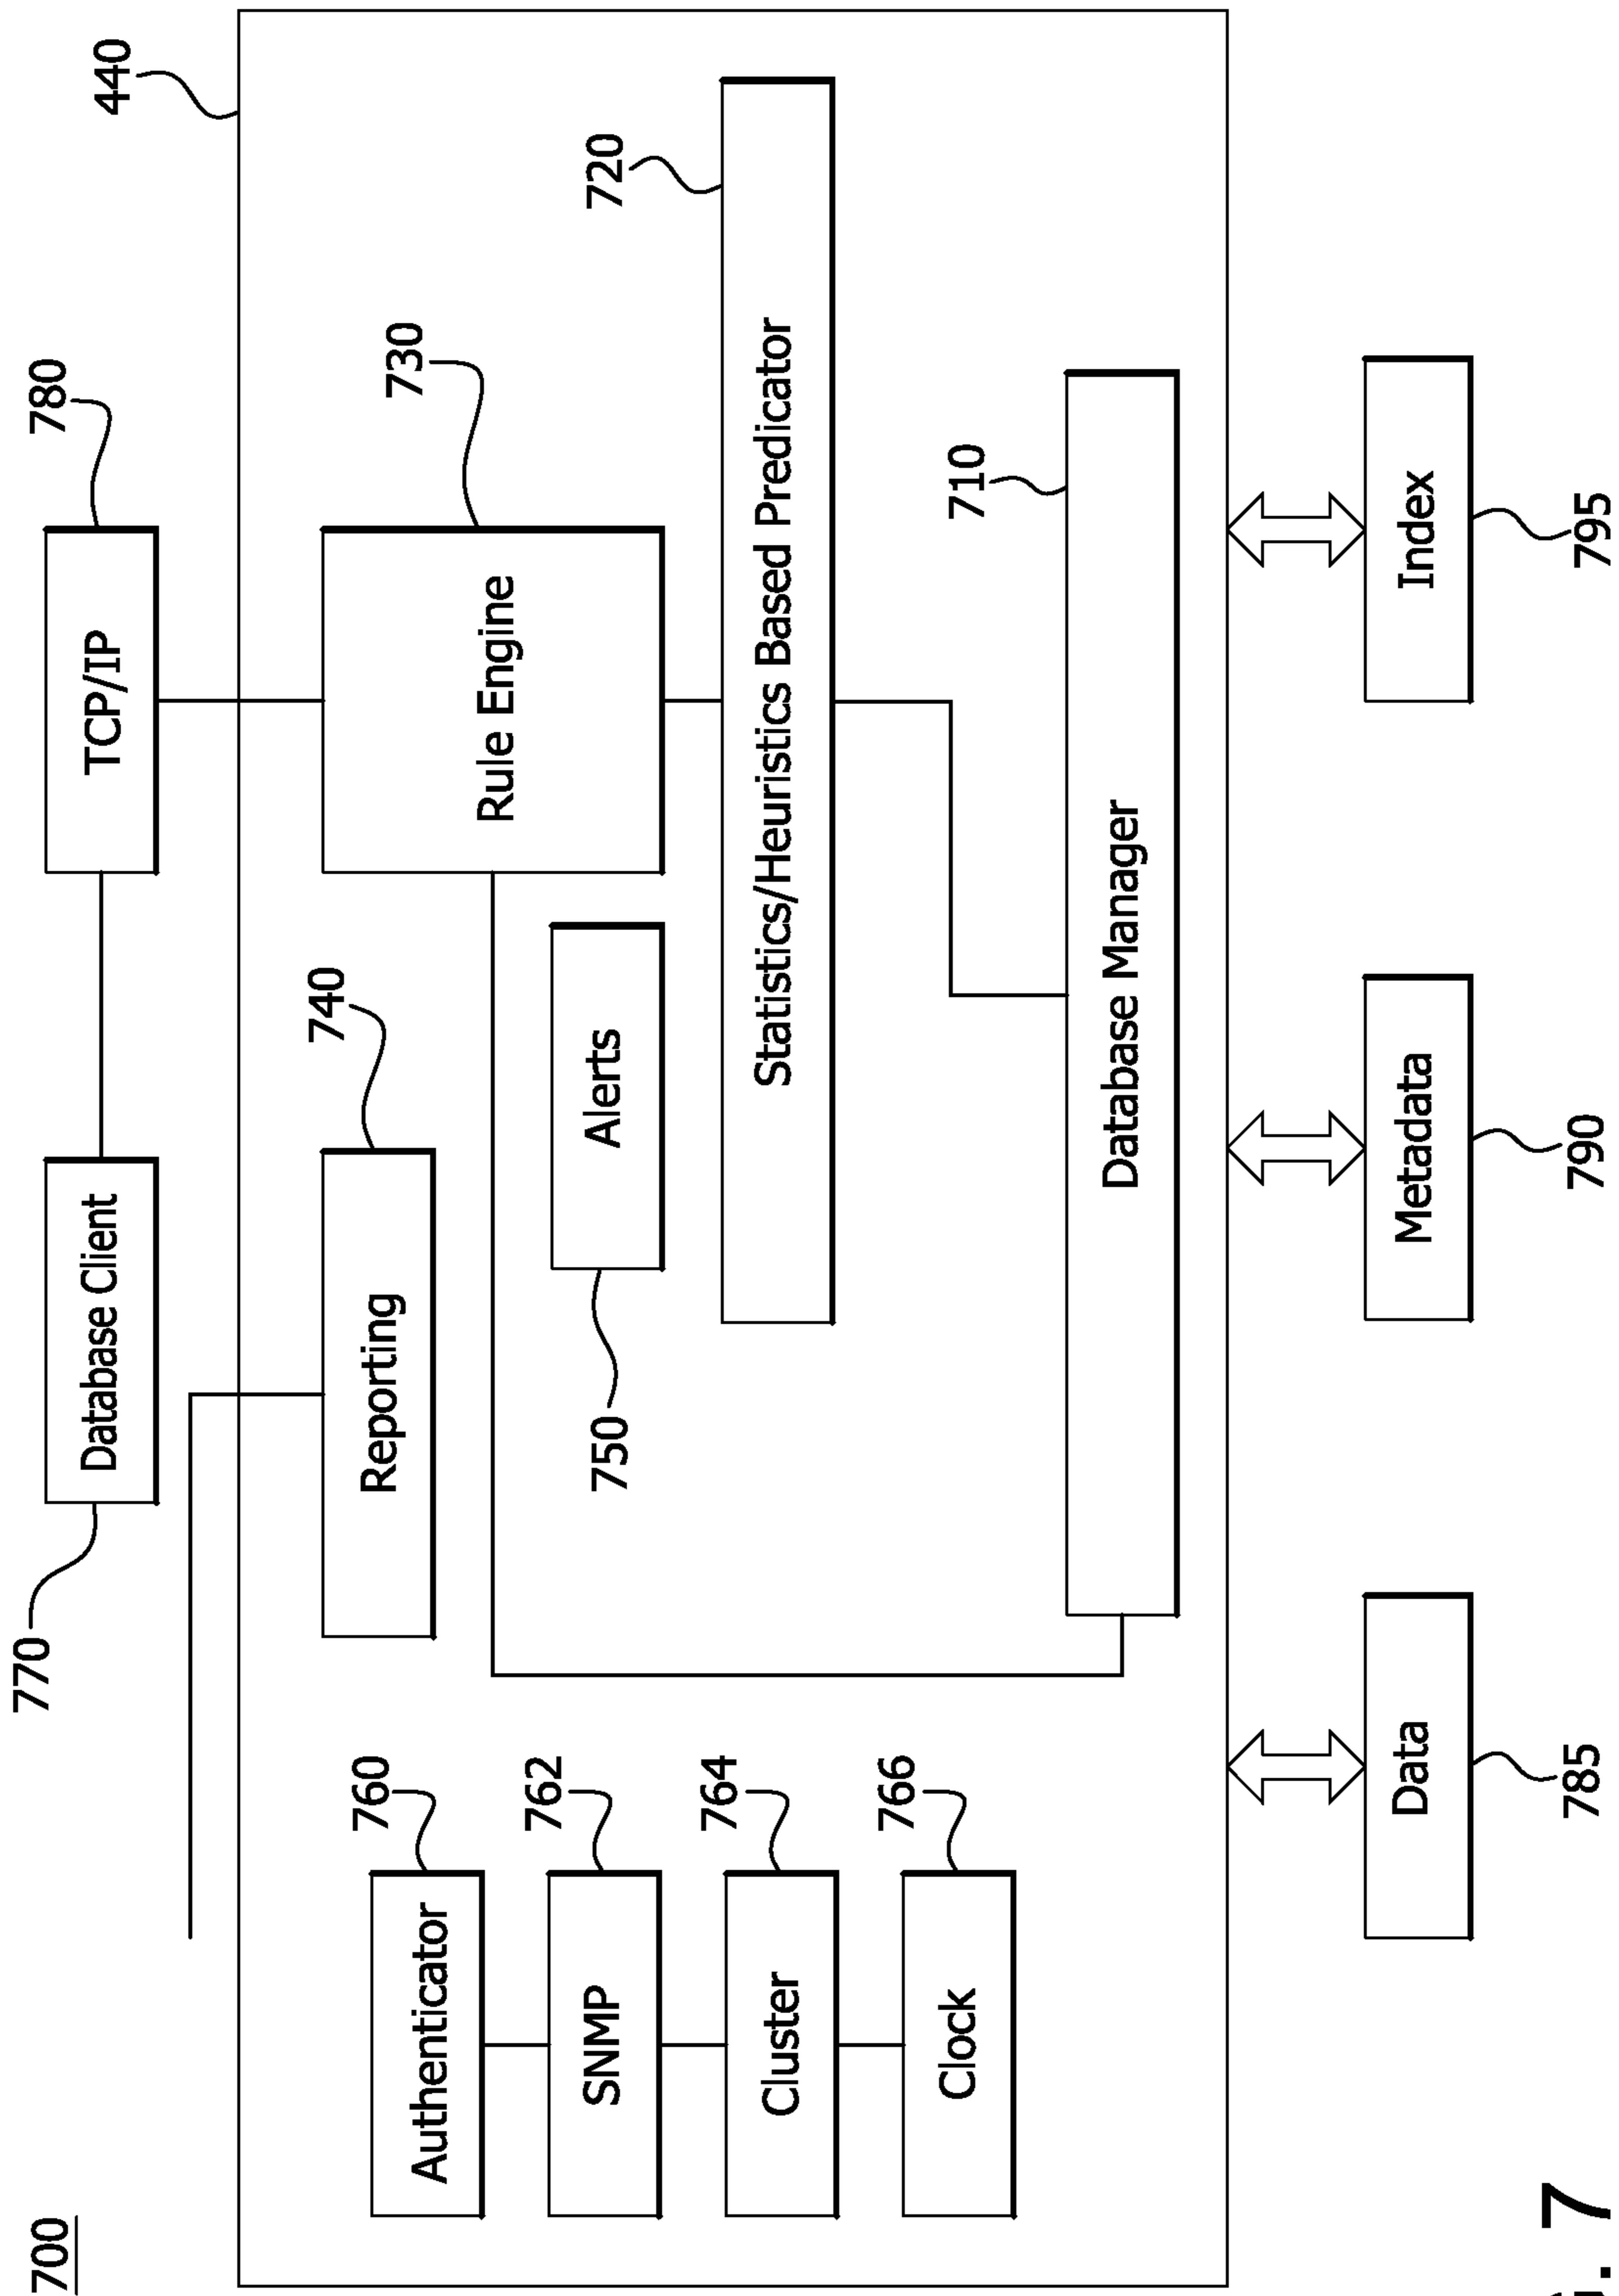 700
770
Database Client
TCP/IP
780
440
Reporting
740
Rule Engine
730
Authenticator
760
SNMP
762
Alerts
750
720
Statistics/Heuristics Based Predicator
Cluster
764
Clock
766
710
Database Manager
Data
Metadata
Index
785
790
795
. 7